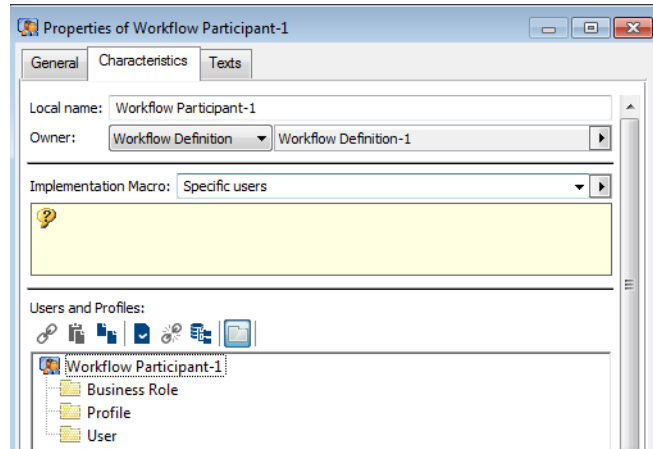 Properties of Workflow Participant-1
General Characteristics Texts
Local name: Workflow Participant-1
Owner: Workflow Definition Workflow Definition-1
Implementation Macro: Specific users
Users and Profiles:
Workflow Participant-1
Business Role
Profile
User